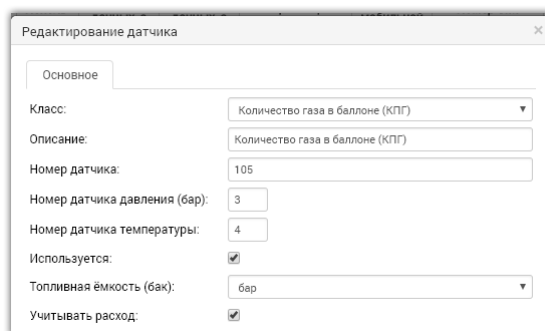 Редактирование датчика
Основное
Класс: Количество газа в баллоне (КПГ)
Описание: Количество газа в баллоне (КПГ)
Номер датчика: 105
Номер датчика давления (бар): 3
Номер датчика температуры: 4
Используется:
Топливная ёмкость (бак): бар
Учитывать расход: